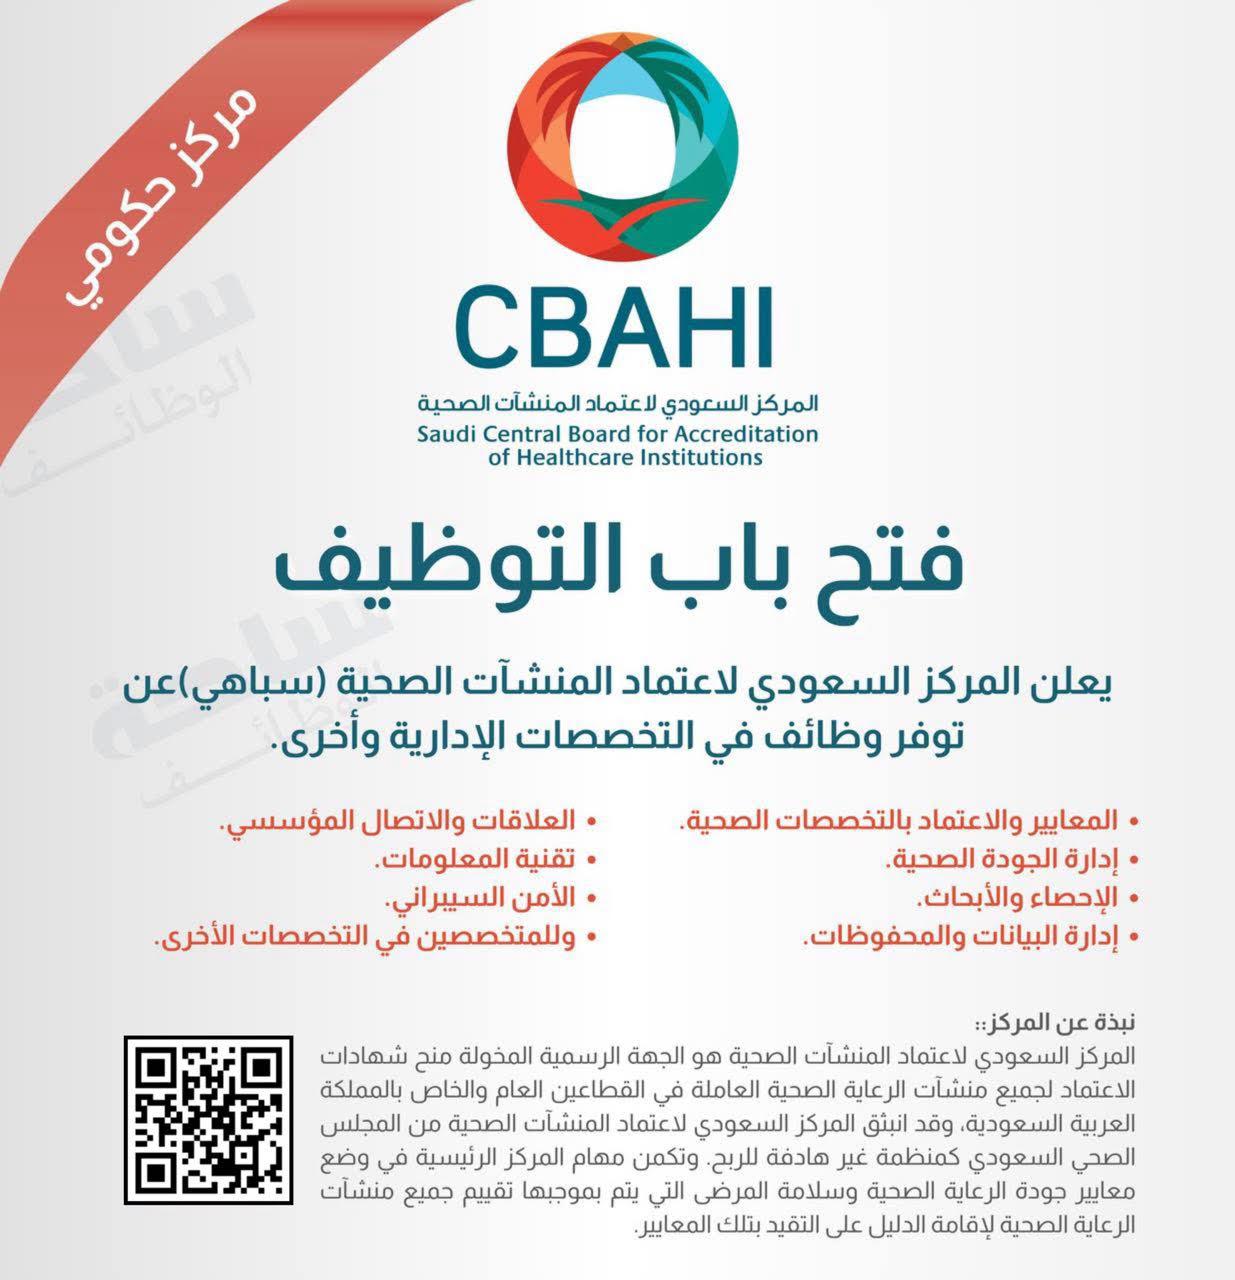 مركز حكومي
CBAHI
المركز السعودي لاعتماد المنشآت الصحية
Saudi Central Board for Accreditation
of Healthcare Institutions
ساحة
الوظائف
فتح باب التوظيف
ساحة
الوظائف
يعلن المركز السعودي لاعتماد المنشآت الصحية (سباهي)عن
توفر وظائف في التخصصات الإدارية وأخرى.
• المعايير والاعتماد بالتخصصات الصحية.
• إدارة الجودة الصحية.
• الإحصاء والأبحاث.
• إدارة البيانات والمحفوظات.
• العلاقات والاتصال المؤسسي.
• تقنية المعلومات.
• الأمن السيبراني.
• وللمتخصصين في التخصصات الأخرى.
نبذة عن المركز::
المركز السعودي لاعتماد المنشآت الصحية هو الجهة الرسمية المخولة منح شهادات
الاعتماد لجميع منشآت الرعاية الصحية العاملة في القطاعين العام والخاص بالمملكة
العربية السعودية، وقد انبثق المركز السعودي لاعتماد المنشآت الصحية من المجلس
الصحي السعودي كمنظمة غير هادفة للربح. وتكمن مهام المركز الرئيسية في وضع
معايير جودة الرعاية الصحية وسلامة المرضى التي يتم بموجبها تقييم جميع منشآت
الرعاية الصحية لإقامة الدليل على التقيد بتلك المعايير.